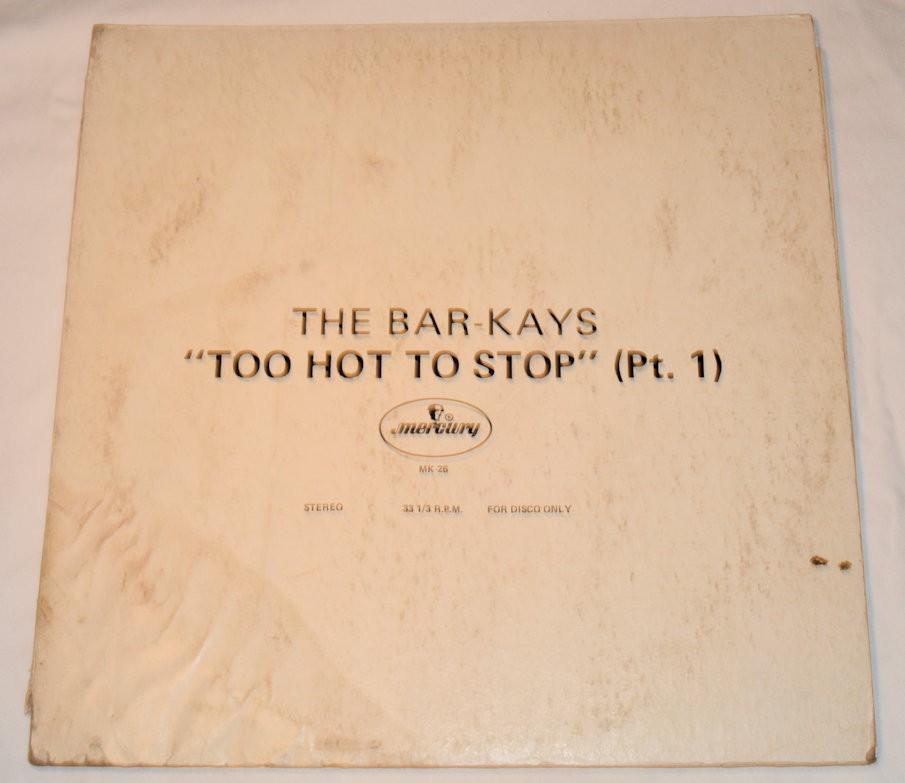 THE BAR-KAYS
"TOO HOT TO STOP" (Pt. 1)
mercury ®
MK-26
STEREO 33 1/3 R.P.M. FOR DISCO ONLY